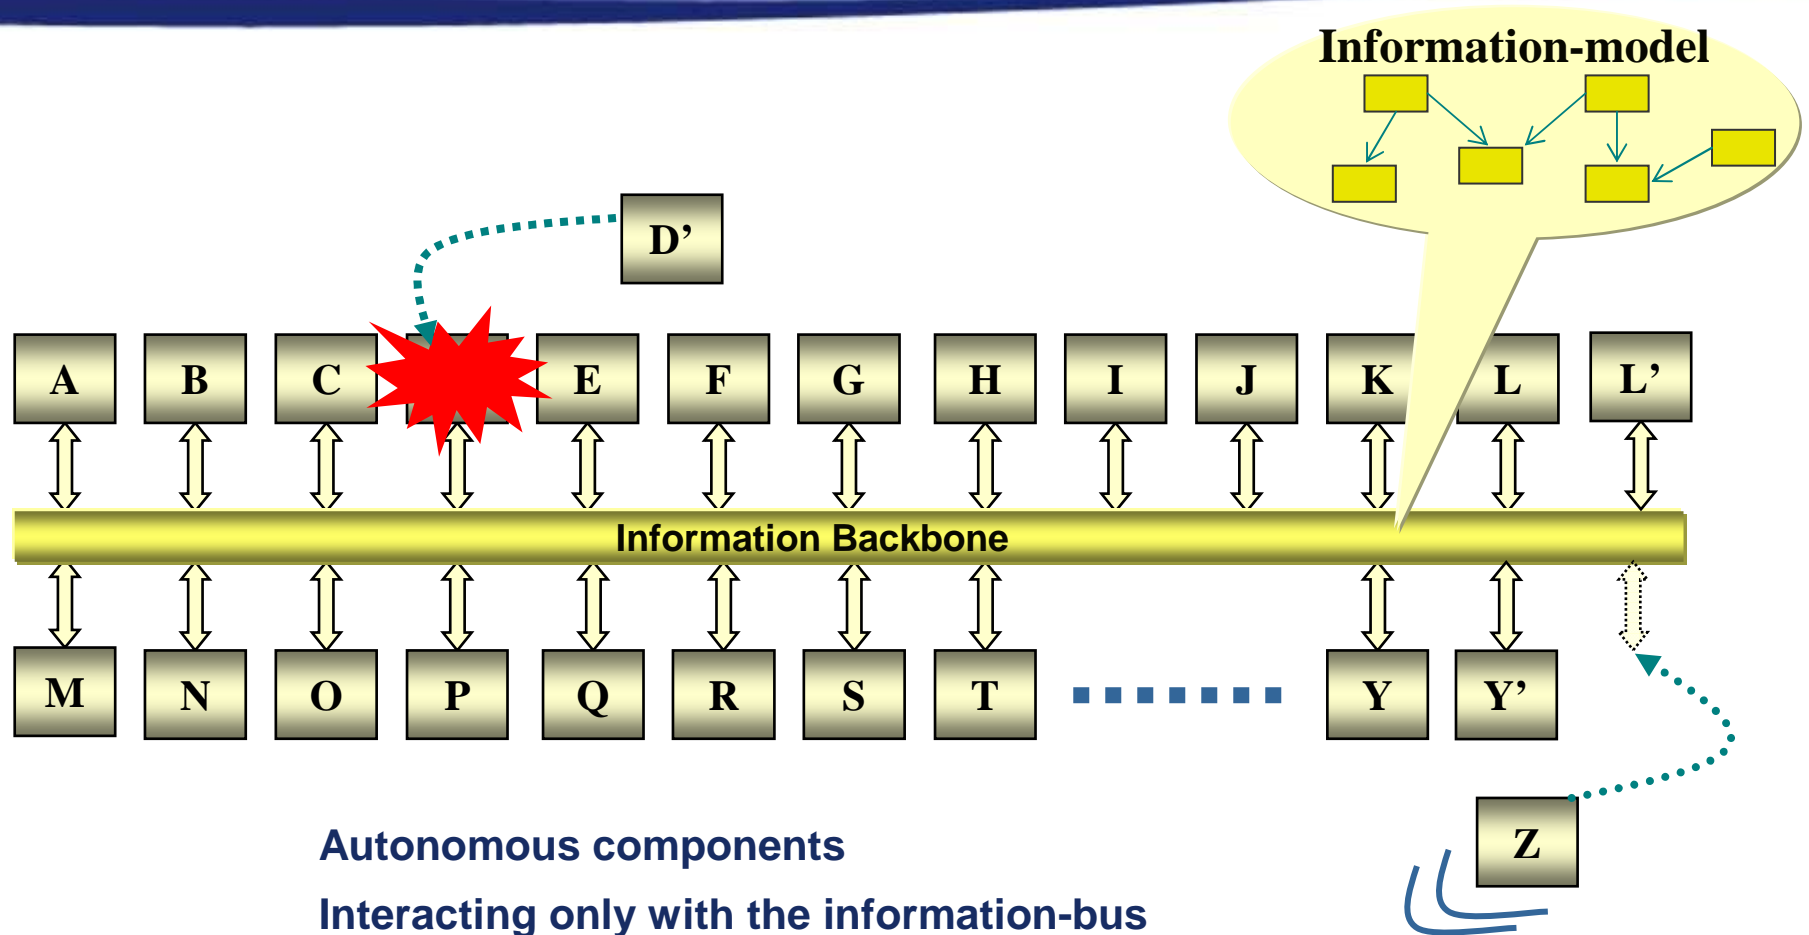 Information-model
D’
A B C E F G H I J K L L’
Information Backbone
M N O P Q R S T Y Y’
Z
Autonomous components
Interacting only with the information-bus